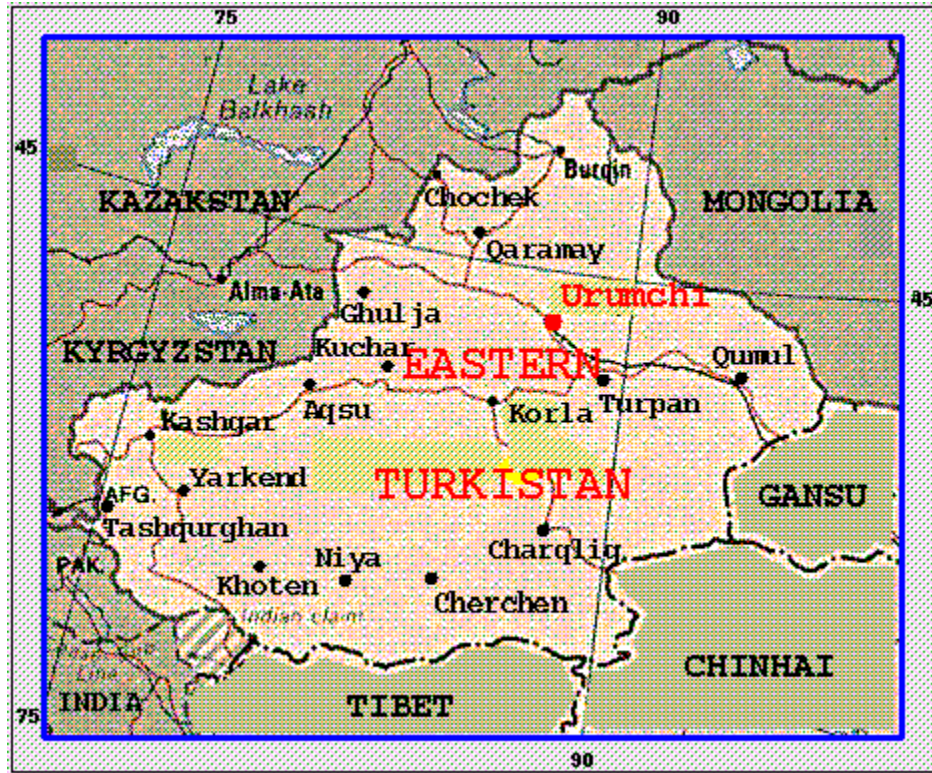 75
90
Lake
Balkhash
45
Burqin
Chochek
KAZAKSTAN
MONGOLIA
Qaramay
Alma-Ata
Urumchi
45
Ghulja
KYRGYZSTAN
Kuchar
EASTERN
Qumul
Aqsu
Korla
Turpan
Kashgar
Yarkend
TURKISTAN
GANSU
AFG.
Tashqurghan
Charqliq
Niya
PAK.
Khoten
Cherchen
Indian claim
Line
CHINHAI
INDIA
TIBET
75
90